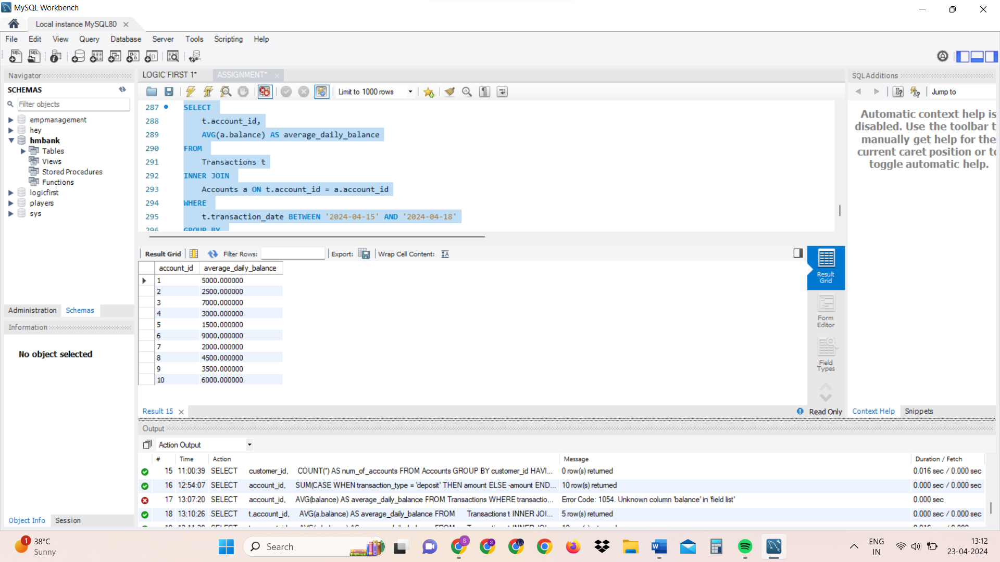 MySQL Workbench
Local instance MySQL80
File Edit View Query Database Server Tools Scripting Help
Navigator
SCHEMAS
Filter objects
empmanagement
hey
hmbank
Tables
Views
Stored Procedures
Functions
logicfirst
players
sys
Administration Schemas
Information
No object selected
Object Info Session
LOGIC FIRST 1* ASSIGNMENT*
Limit to 1000 rows
287 SELECT
288 t.account_id,
289 AVG(a.balance) AS average_daily_balance
290 FROM
291 Transactions t
292 INNER JOIN
293 Accounts a ON t.account_id = a.account_id
294 WHERE
295 t.transaction_date BETWEEN '2024-04-15' AND '2024-04-18'
296 GROUP BY
Result Grid Filter Rows: Export: Wrap Cell Content:
account_id average_daily_balance
1 5000.000000
2 2500.000000
3 7000.000000
4 3000.000000
5 1500.000000
6 9000.000000
7 2000.000000
8 4500.000000
9 3500.000000
10 6000.000000
Result Grid
Form Editor
Field Types
Result 15
Read Only
SQLAdditions
Jump to
Automatic context help is
disabled. Use the toolbar t
manually get help for the
current caret position or to
toggle automatic help.
Context Help Snippets
Output
Action Output
# Time Action Message Duration / Fetch
15 11:00:39 SELECT customer_id, COUNT(*) AS num_of_accounts FROM Accounts GROUP BY customer_id HAVI... 0 row(s) returned 0.016 sec / 0.000 sec
16 12:54:07 SELECT account_id, SUM(CASE WHEN transaction_type = 'deposit' THEN amount ELSE -amount END... 10 row(s) returned 0.000 sec / 0.000 sec
17 13:07:20 SELECT account_id, AVG(balance) AS average_daily_balance FROM Transactions WHERE transactio... Error Code: 1054. Unknown column 'balance' in 'field list' 0.000 sec
18 13:10:26 SELECT t.account_id, AVG(a.balance) AS average_daily_balance FROM Transactions t INNER JOI... 5 row(s) returned 0.000 sec / 0.000 sec
1
38°C
Sunny
Search
ENG
IN
13:12
23-04-2024